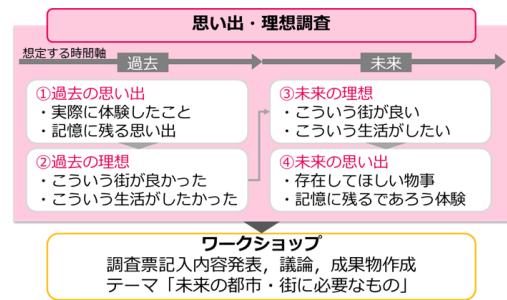 思い出・理想調査
想定する時間軸
過去
未来
①過去の思い出
・実際に体験したこと
・記憶に残る思い出
②過去の理想
・こういう街が良かった
・こういう生活がしたかった
③未来の理想
・こういう街が良い
・こういう生活がしたい
④未来の思い出
・存在してほしい物事
・記憶に残るであろう体験
ワークショップ
調査票記入内容発表，議論，成果物作成
テーマ「未来の都市・街に必要なもの」